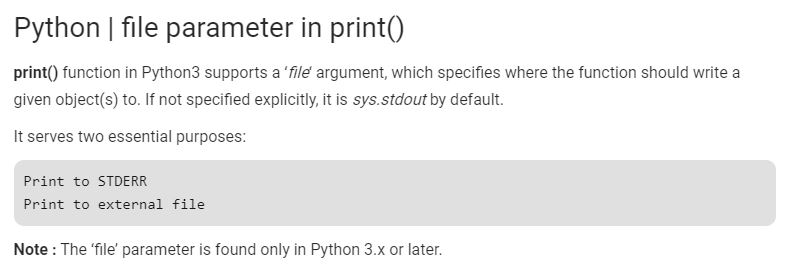 Python | file parameter in print()
print() function in Python3 supports a ‘file’ argument, which specifies where the function should write a
given object(s) to. If not specified explicitly, it is sys.stdout by default.
It serves two essential purposes:
Print to STDERR
Print to external file
Note : The ‘file’ parameter is found only in Python 3.x or later.